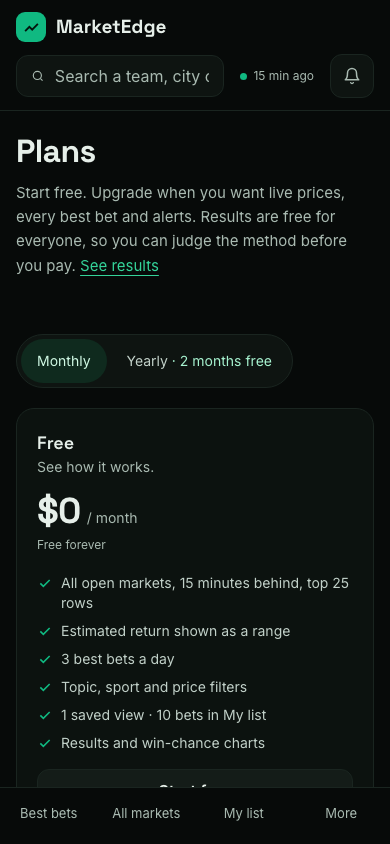 MarketEdge
Search a team, city
15 min ago
Plans
Start free. Upgrade when you want live prices,
every best bet and alerts. Results are free for
everyone, so you can judge the method before
you pay. See results
Monthly
Yearly · 2 months free
Free
See how it works.
$0 / month
Free forever
All open markets, 15 minutes behind, top 25
rows
Estimated return shown as a range
3 best bets a day
Topic, sport and price filters
1 saved view · 10 bets in My list
Results and win-chance charts
Best bets
All markets
My list
More